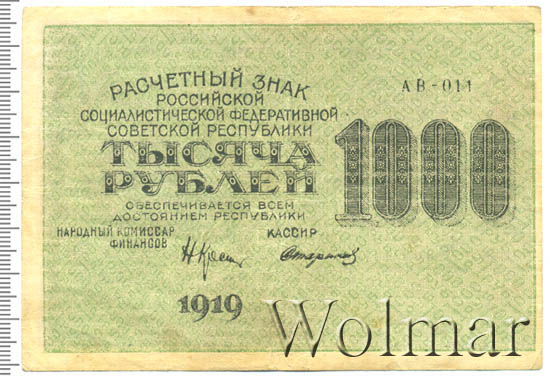 РАСЧЕТНЫЙ ЗНАК
АВ-011
РОССИЙСКОЙ
СОЦИАЛИСТИЧЕСКОЙ ФЕДЕРАТИВНОЙ
СОВЕТСКОЙ РЕСПУБЛИКИ
ТЫСЯЧА
РУБЛЕЙ
1000
ОБЕСПЕЧИВАЕТСЯ ВСЕМ
ДОСТОЯНИЕМ РЕСПУБЛИКИ
НАРОДНЫЙ КОМИССАР
ФИНАНСОВ
КАССИР
1919
Wolmar